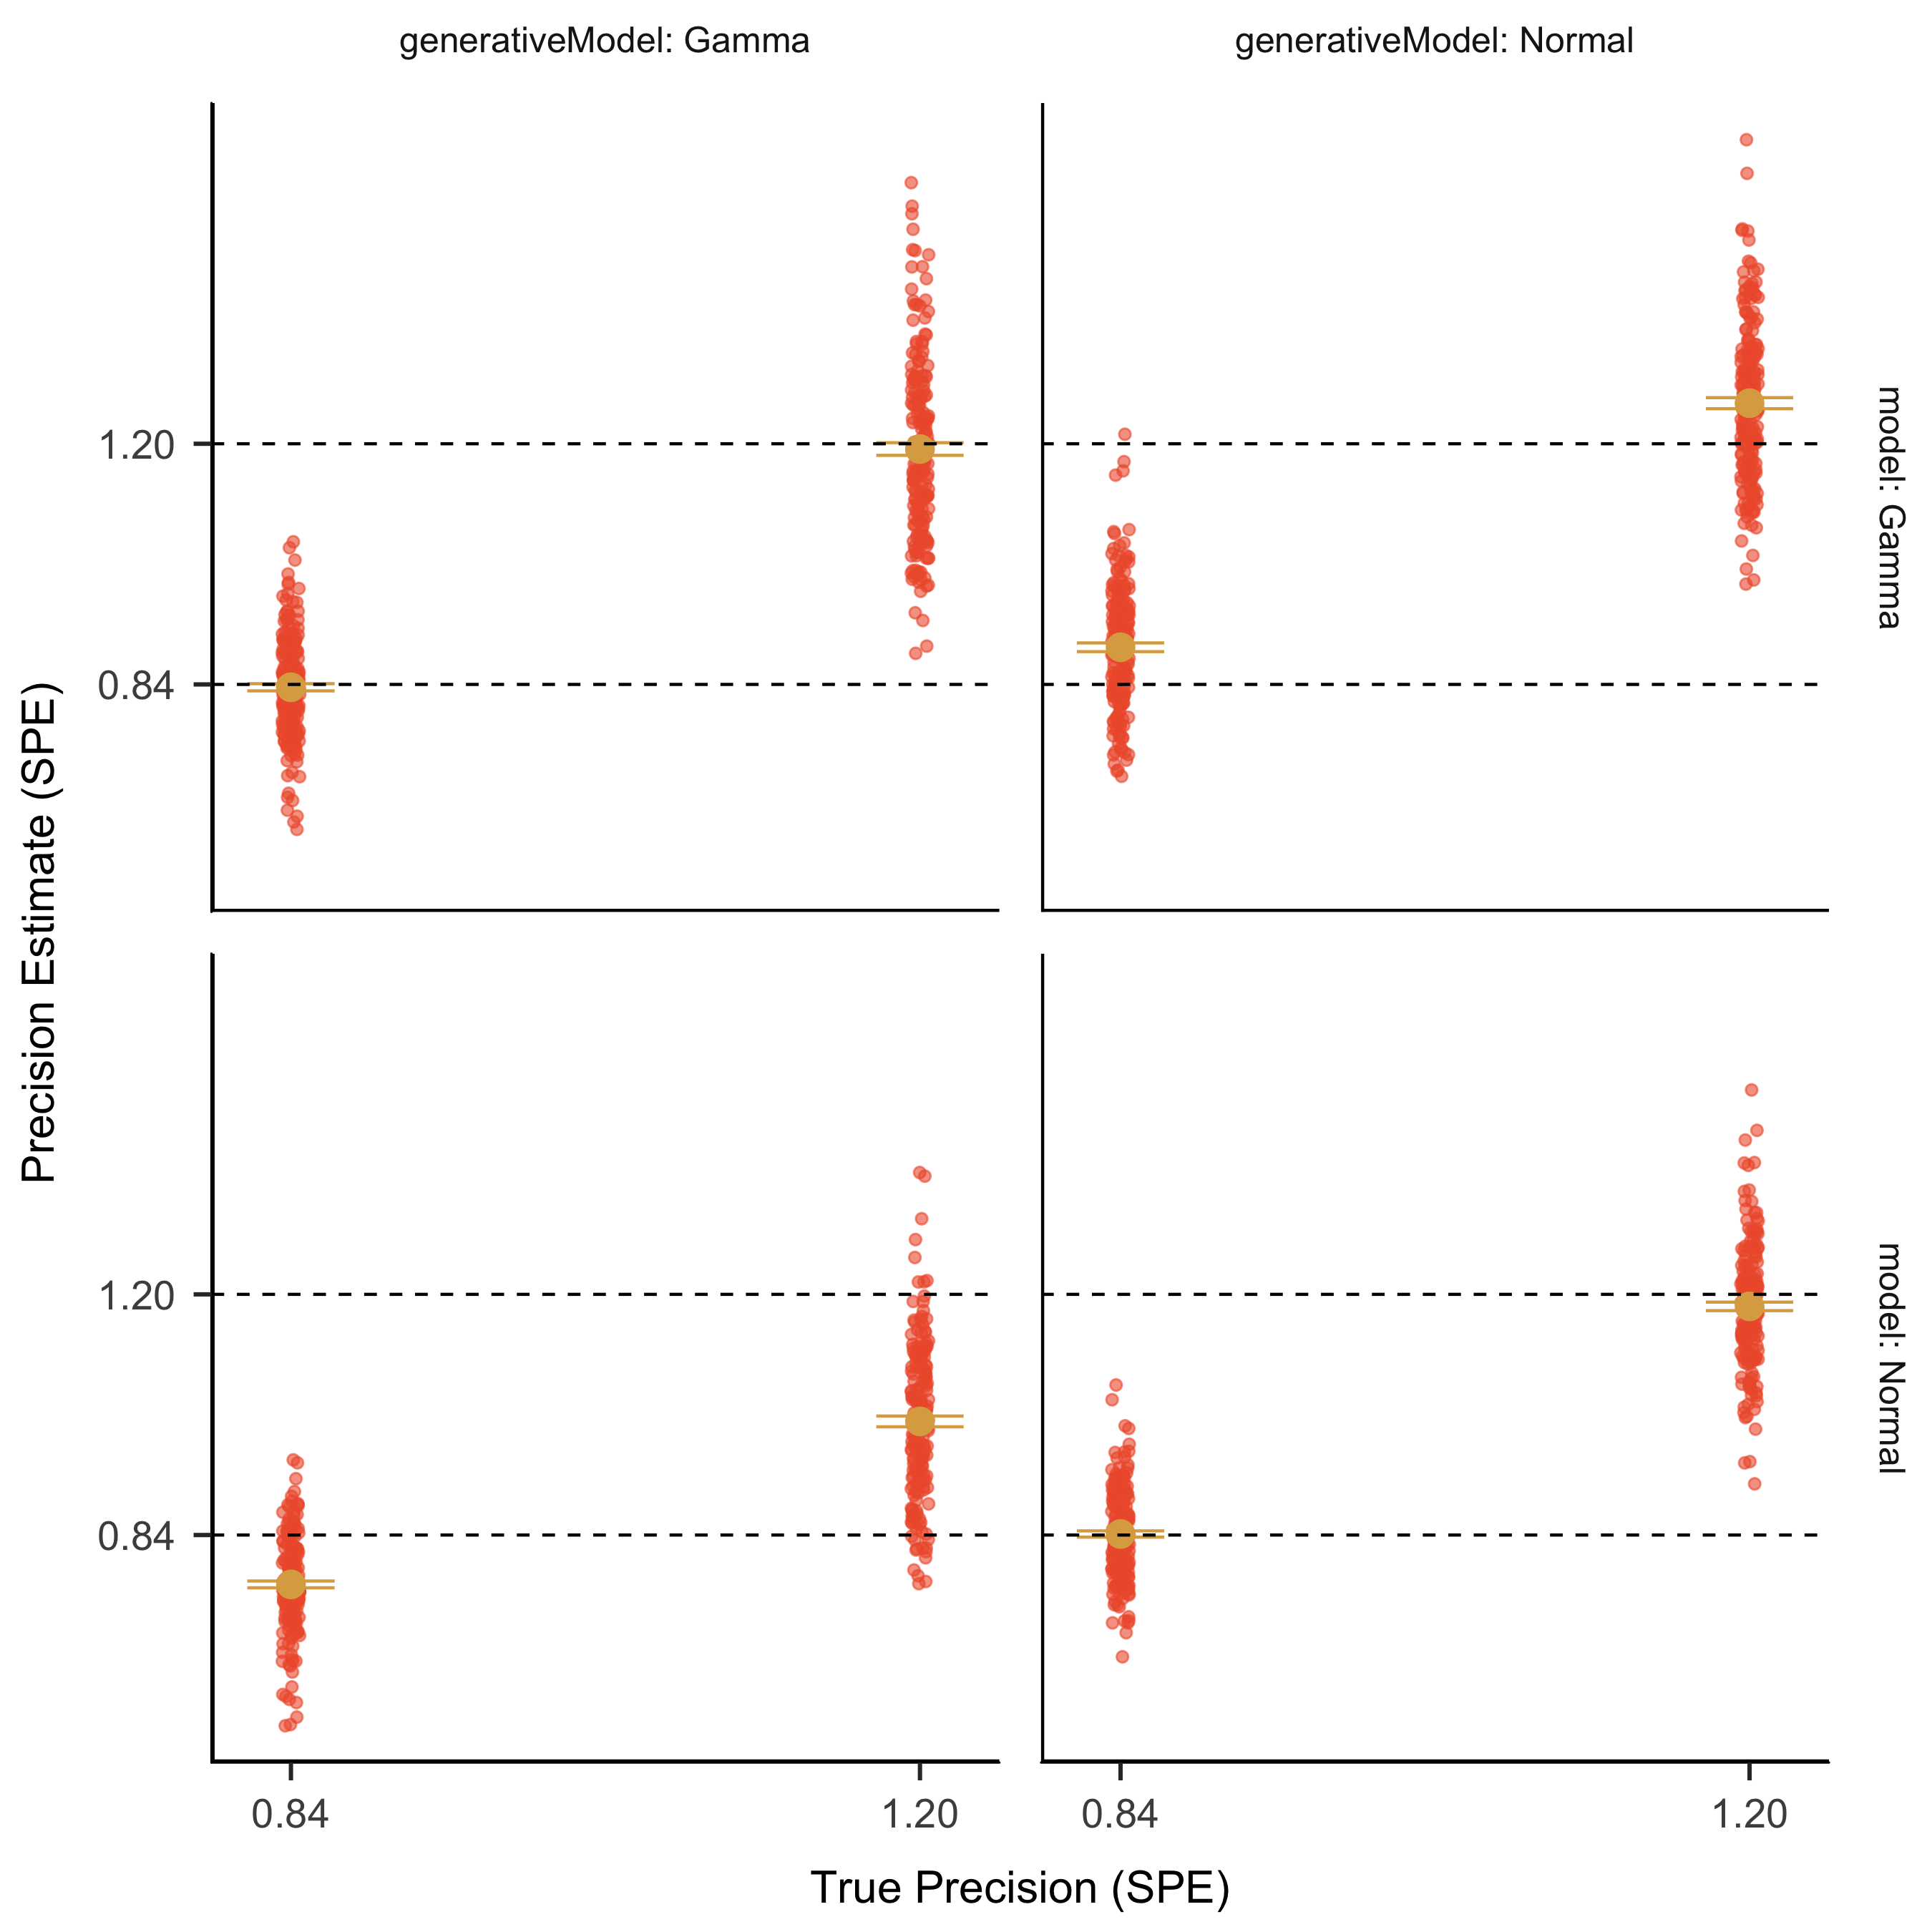 generativeModel: Gamma
generativeModel: Normal
model: Gamma
model: Normal
Precision Estimate (SPE)
1.20
0.84
1.20
0.84
0.84
1.20
0.84
1.20
True Precision (SPE)